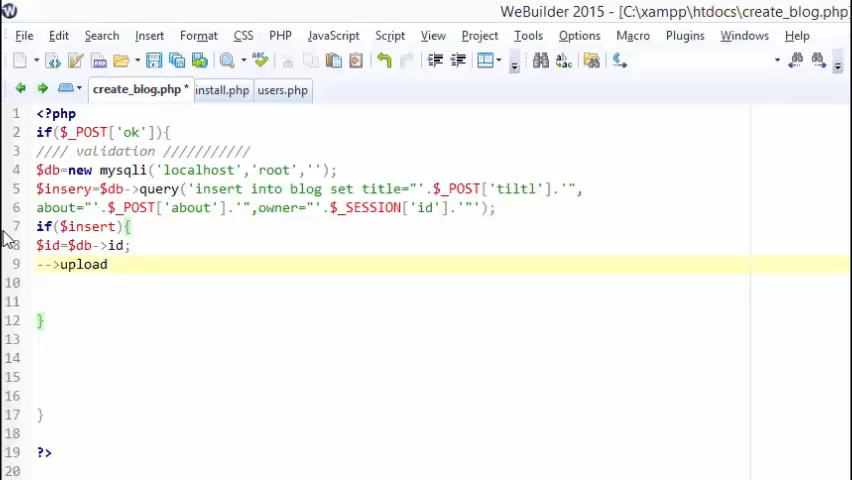 WeBuilder 2015 - [C:\xampp\htdocs\create_blog.php
File Edit Search Insert Format CSS PHP JavaScript Script View Project Tools Options Macro Plugins Windows Help
create_blog.php * install.php users.php
1 <?php
2 if($_POST['ok']){
3 //// validation ///////////
4 $db=new mysqli('localhost','root','');
5 $insery=$db->query('insert into blog set title="'.$_POST['tiltl'].'",
6 about="'.$_POST['about'].'",owner="'.$_SESSION['id'].'"');
7 if($insert){
8 $id=$db->id;
9 -->upload
10
11
12 }
13
14
15
16
17 }
18
19 ?>
20